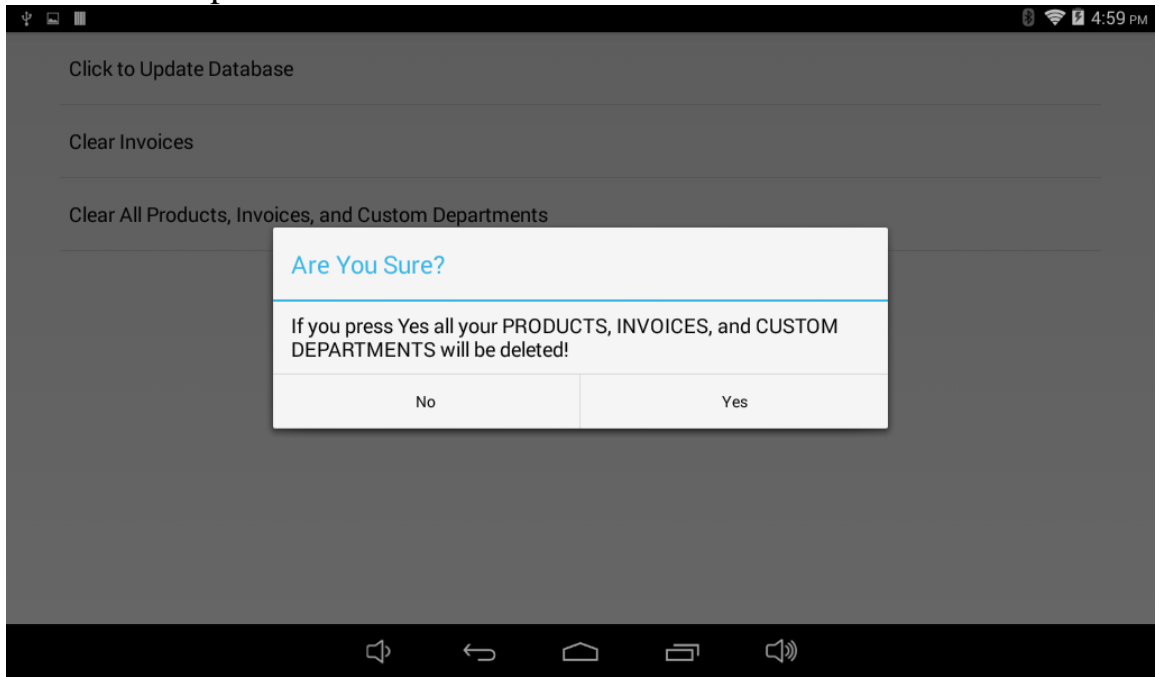 4:59 PM
Click to Update Database
Clear Invoices
Clear All Products, Invoices, and Custom Departments
Are You Sure?
If you press Yes all your PRODUCTS, INVOICES, and CUSTOM
DEPARTMENTS will be deleted!
No Yes